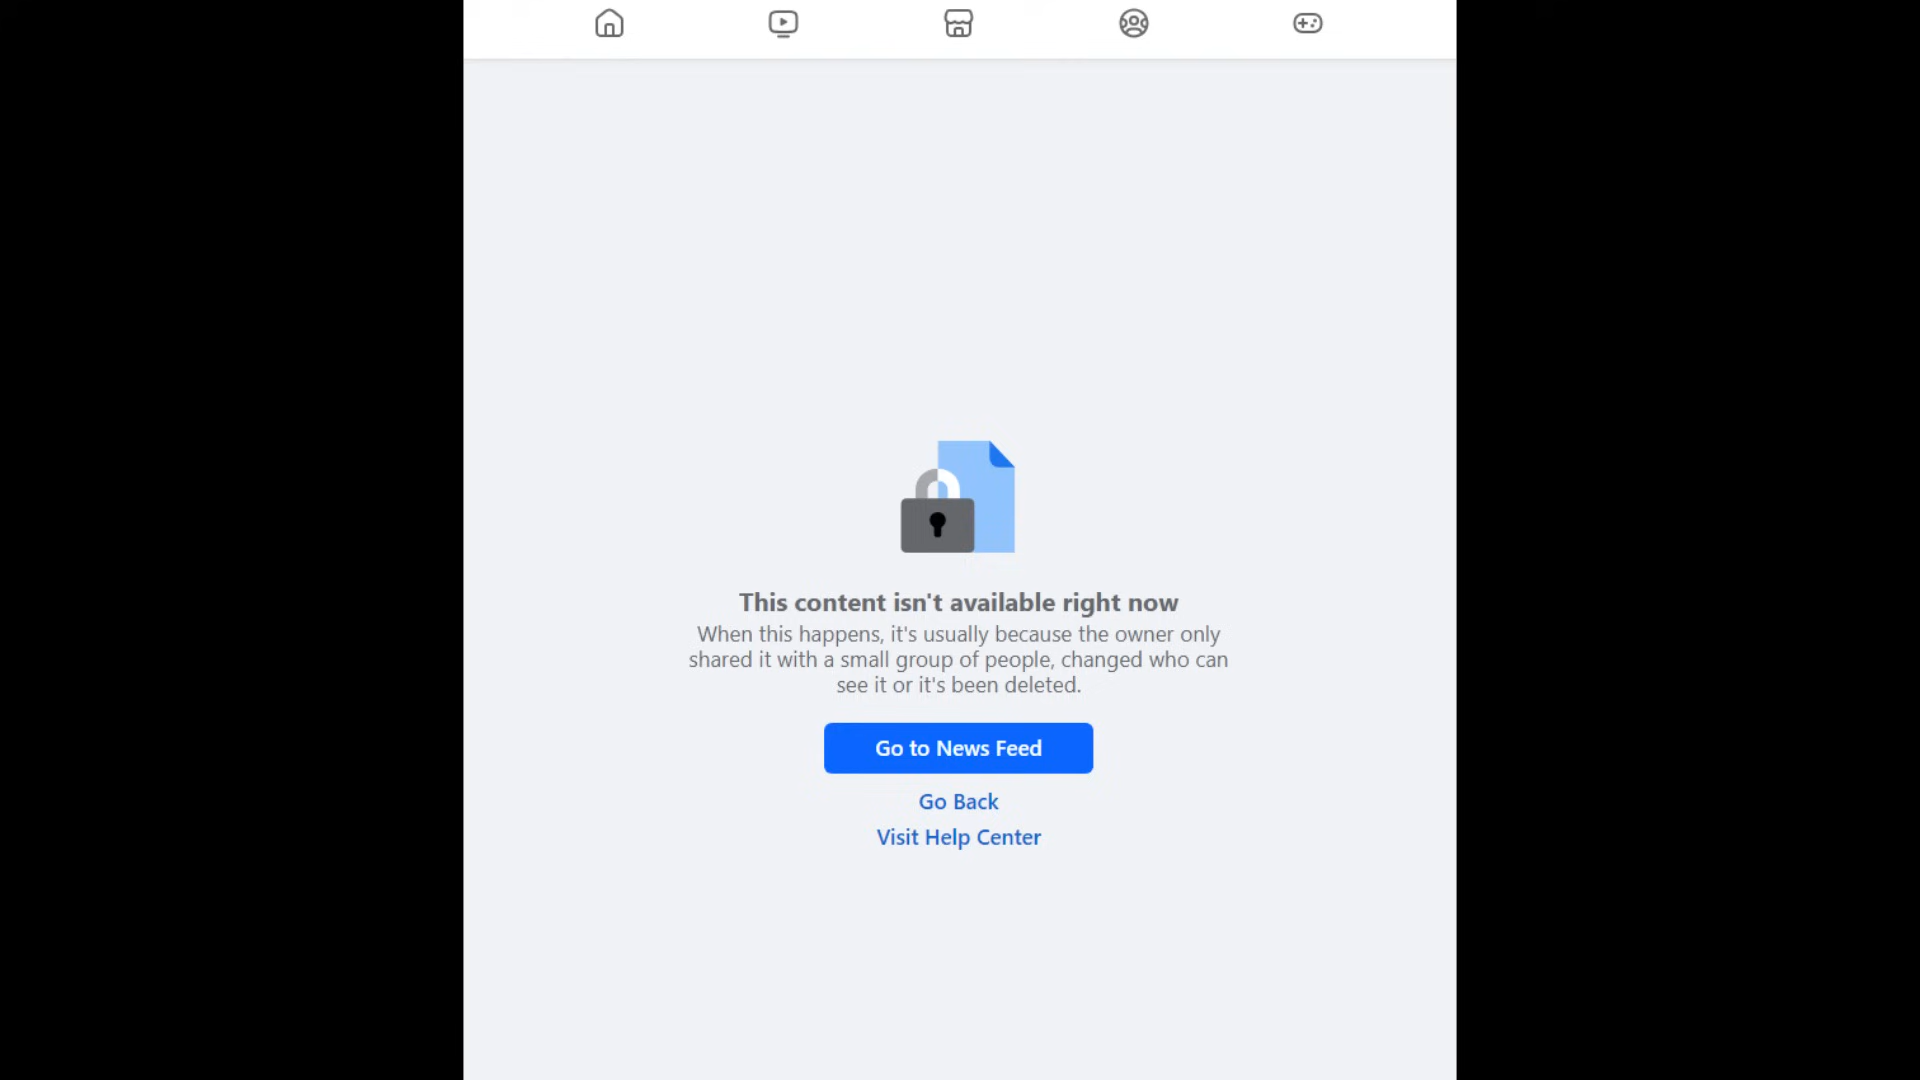 This content isn't available right now
When this happens, it's usually because the owner only
shared it with a small group of people, changed who can
see it or it's been deleted.
Go to News Feed
Go Back
Visit Help Center